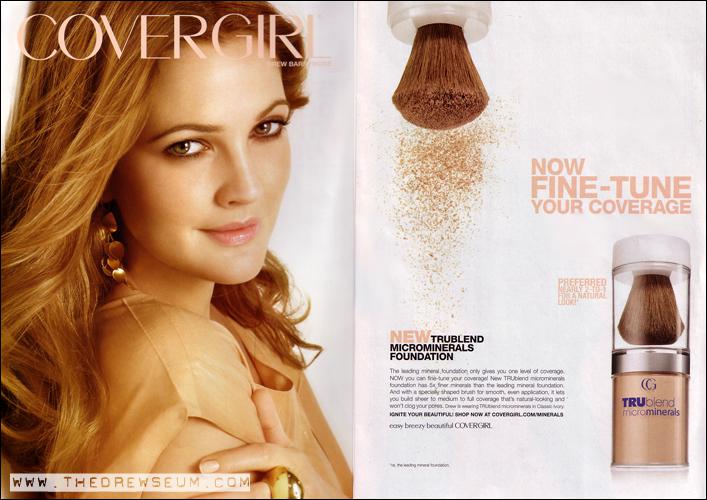 COVERGIRL
DREW BARRYMORE
www.THEDREWSEUM.COM
NOW
FINE-TUNE
YOUR COVERAGE
PREFERRED
NEARLY 2-TO-1
FOR A NATURAL
LOOK!*
NEW TRUBLEND
MICROMINERALS
FOUNDATION
The leading mineral foundation only gives you one level of coverage.
NOW you can fine-tune your coverage! New TRUblend microminerals
foundation has 5x finer minerals than the leading mineral foundation.
And with a specially shaped brush for smooth, even application, it lets
you build sheer to medium to full coverage that's natural-looking and
won't clog your pores. Drew is wearing TRUblend microminerals in Classic Ivory.
IGNITE YOUR BEAUTIFUL! SHOP NOW AT COVERGIRL.COM/MINERALS
easy breezy beautiful COVERGIRL
*vs. the leading mineral foundation.
CG
TRUblend
microminerals